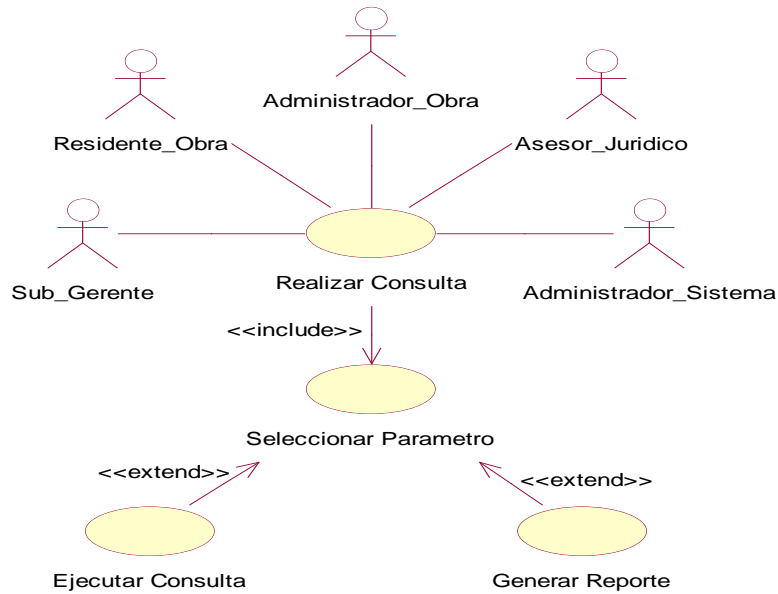 Administrador_Obra
Residente_Obra
Asesor_Juridico
Sub_Gerente
Realizar Consulta
Administrador_Sistema
<<include>>
Seleccionar Parametro
<<extend>>
<<extend>>
Ejecutar Consulta
Generar Reporte